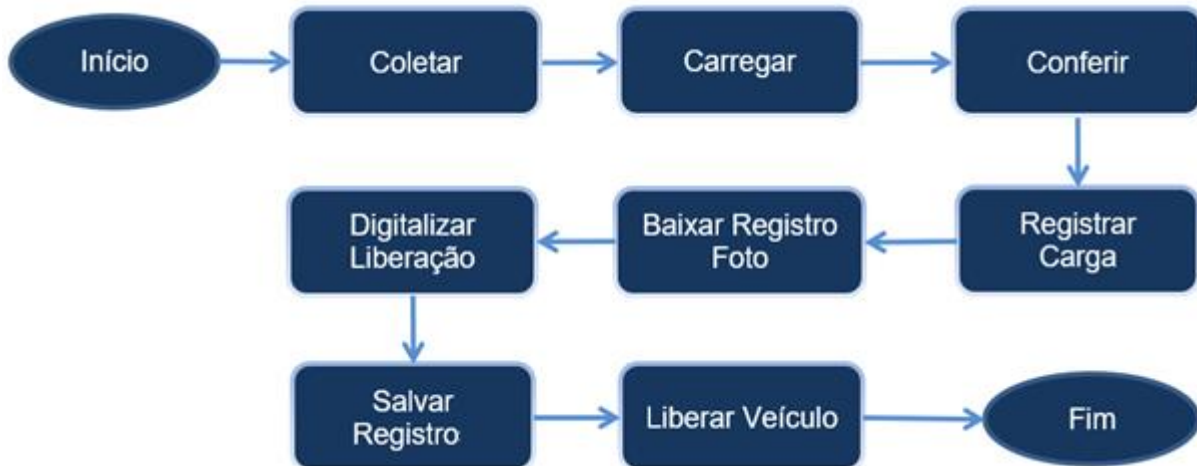 Início
Coletar
Carregar
Conferir
Registrar
Carga
Baixar Registro
Foto
Digitalizar
Liberação
Salvar
Registro
Liberar Veículo
Fim